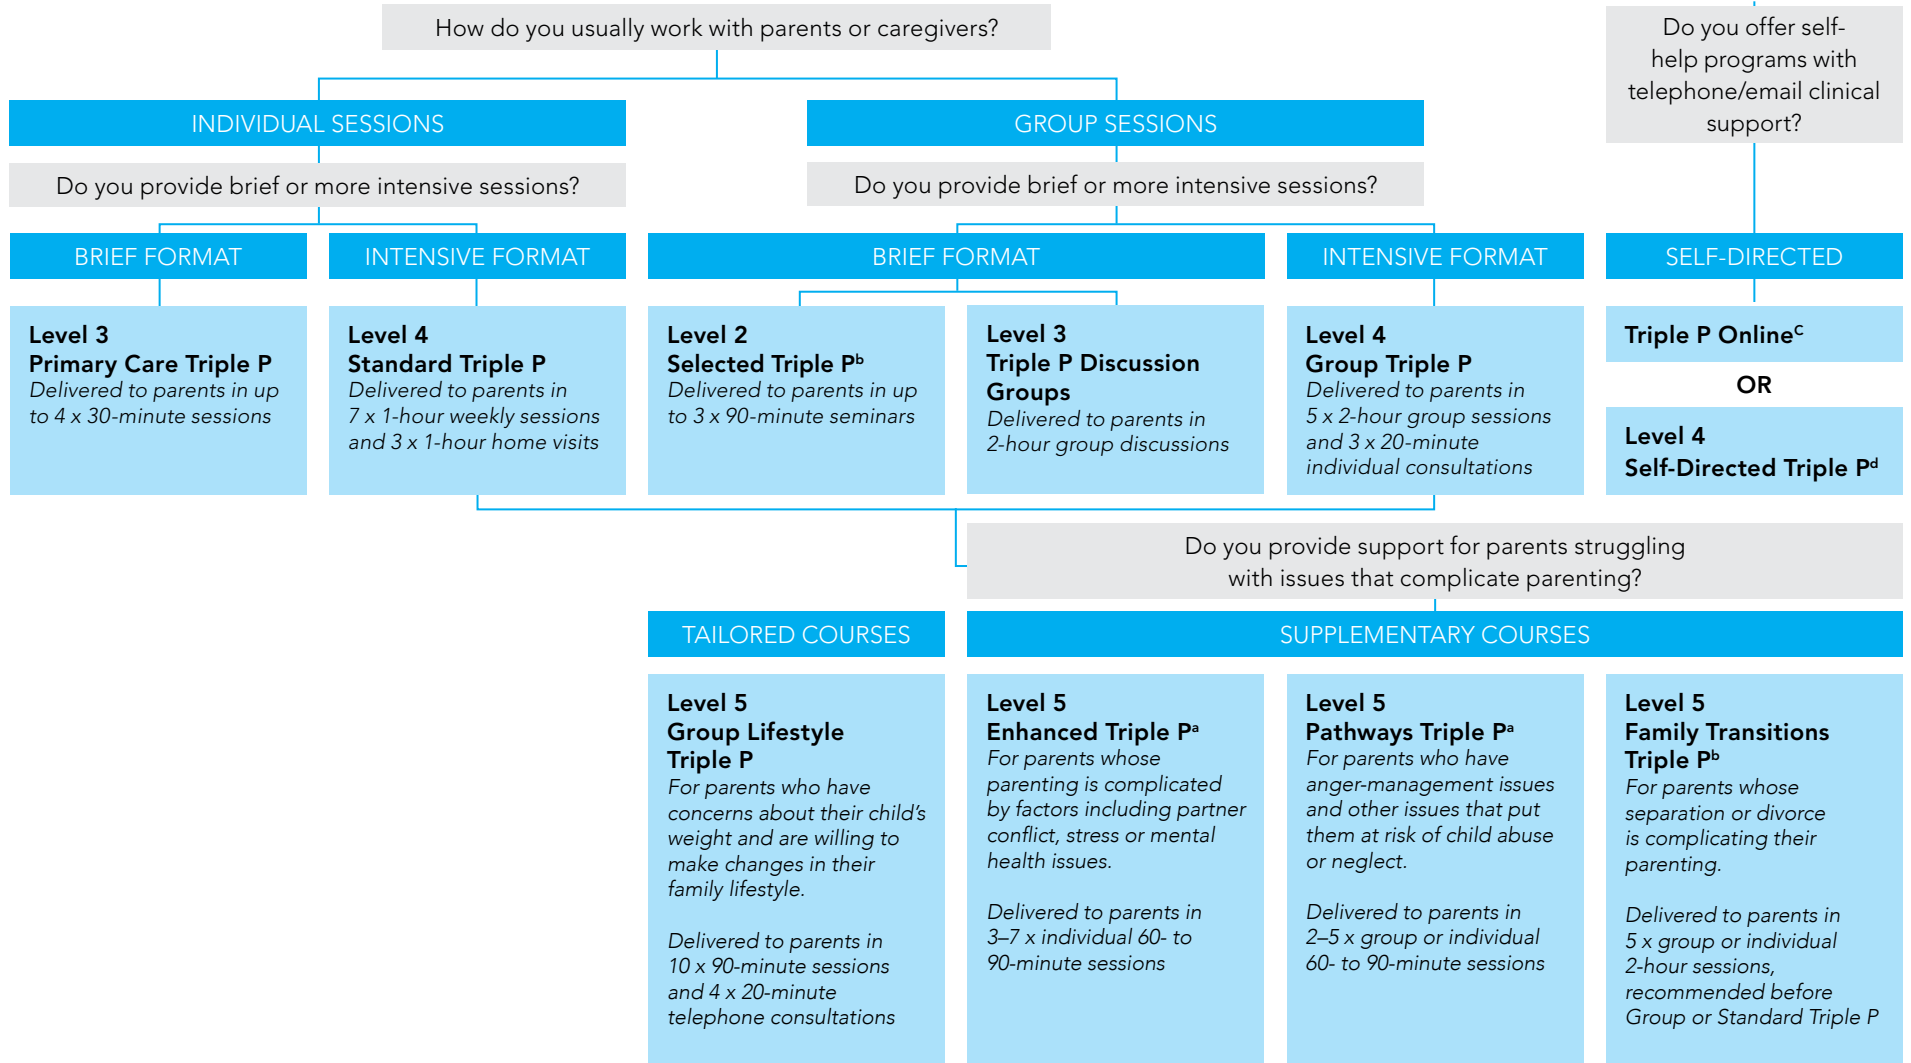 How do you usually work with parents or caregivers?
Do you offer self-
help programs with
telephone/email clinical
support?
INDIVIDUAL SESSIONS
GROUP SESSIONS
Do you provide brief or more intensive sessions?
Do you provide brief or more intensive sessions?
BRIEF FORMAT
INTENSIVE FORMAT
BRIEF FORMAT
INTENSIVE FORMAT
SELF-DIRECTED
Level 3
Primary Care Triple P
Delivered to parents in up
to 4 x 30-minute sessions
Level 4
Standard Triple P
Delivered to parents in
7 x 1-hour weekly sessions
and 3 x 1-hour home visits
Level 2
Selected Triple Pᵇ
Delivered to parents in up
to 3 x 90-minute seminars
Level 3
Triple P Discussion
Groups
Delivered to parents in
2-hour group discussions
Level 4
Group Triple P
Delivered to parents in
5 x 2-hour group sessions
and 3 x 20-minute
individual consultations
Triple P Onlineᶜ
OR
Level 4
Self-Directed Triple Pᵈ
Do you provide support for parents struggling
with issues that complicate parenting?
TAILORED COURSES
SUPPLEMENTARY COURSES
Level 5
Group Lifestyle
Triple P
For parents who have
concerns about their child’s
weight and are willing to
make changes in their
family lifestyle.
Delivered to parents in
10 x 90-minute sessions
and 4 x 20-minute
telephone consultations
Level 5
Enhanced Triple Pᵃ
For parents whose
parenting is complicated
by factors including partner
conflict, stress or mental
health issues.
Delivered to parents in
3–7 x individual 60- to
90-minute sessions
Level 5
Pathways Triple Pᵃ
For parents who have
anger-management issues
and other issues that put
them at risk of child abuse
or neglect.
Delivered to parents in
2–5 x group or individual
60- to 90-minute sessions
Level 5
Family Transitions
Triple Pᵇ
For parents whose
separation or divorce
is complicating their
parenting.
Delivered to parents in
5 x group or individual
2-hour sessions,
recommended before
Group or Standard Triple P